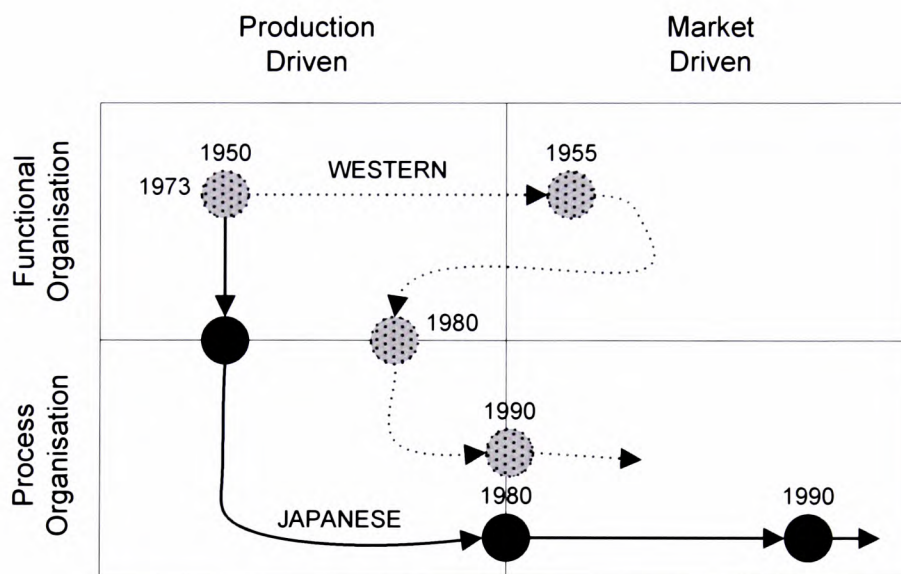 Production
Driven
Market
Driven
Functional
Organisation
1950
1973
WESTERN
1955
1980
Process
Organisation
1990
1980
1990
JAPANESE